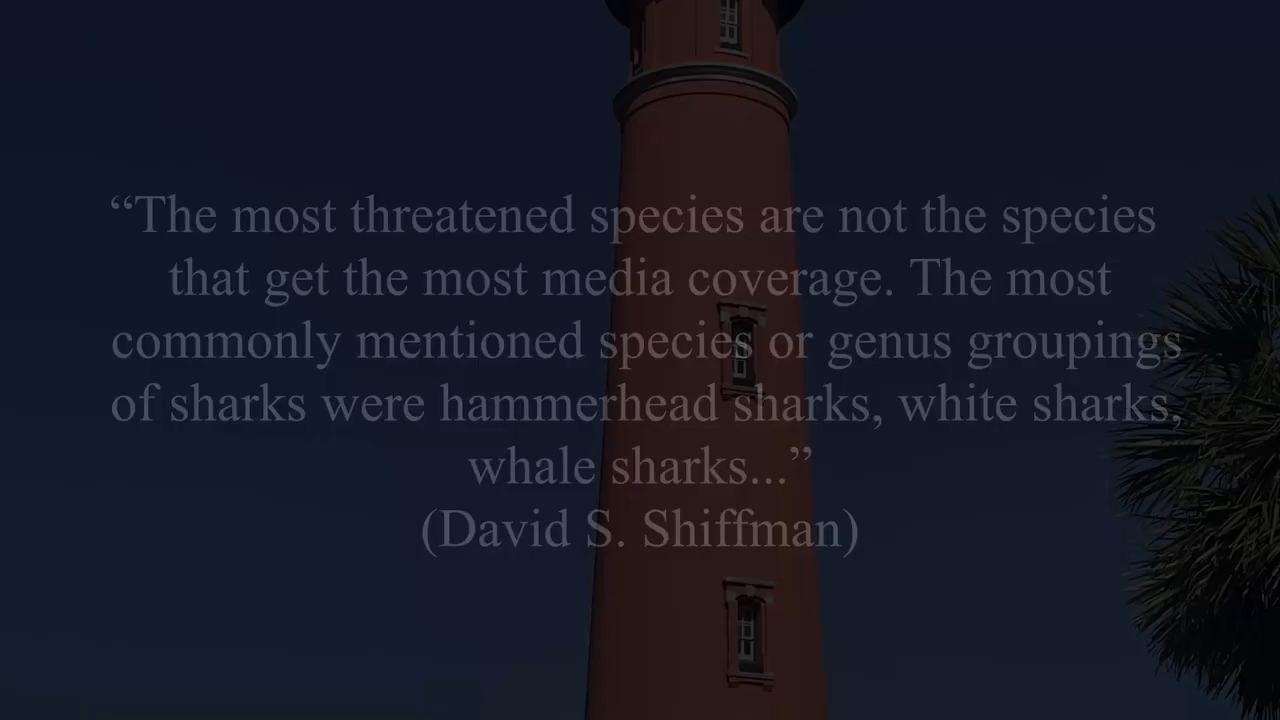 “The most threatened species are not the species
that get the most media coverage. The most
commonly mentioned species or genus groupings
of sharks were hammerhead sharks, white sharks,
whale sharks...”
(David S. Shiffman)